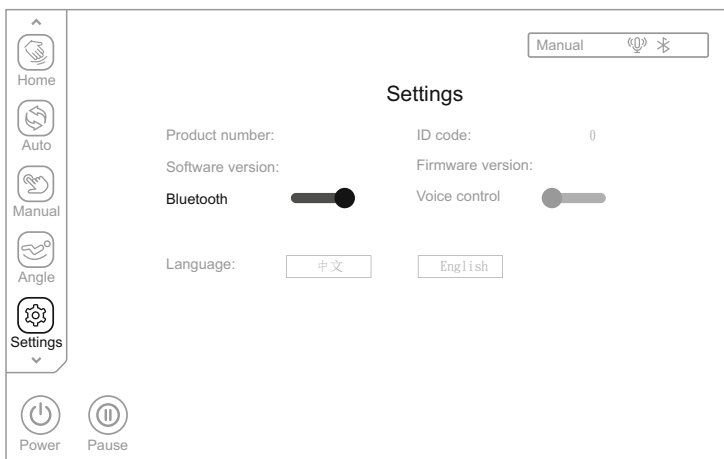 Manual
Home
Settings
Auto
Product number:
ID code: 0
Software version:
Firmware version:
Manual
Bluetooth
Voice control
Angle
Language:
中文
English
Settings
Power
Pause